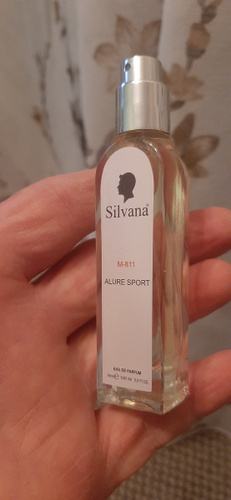 Silvana®
M-811
ALURE SPORT
EAU DE PARFUM